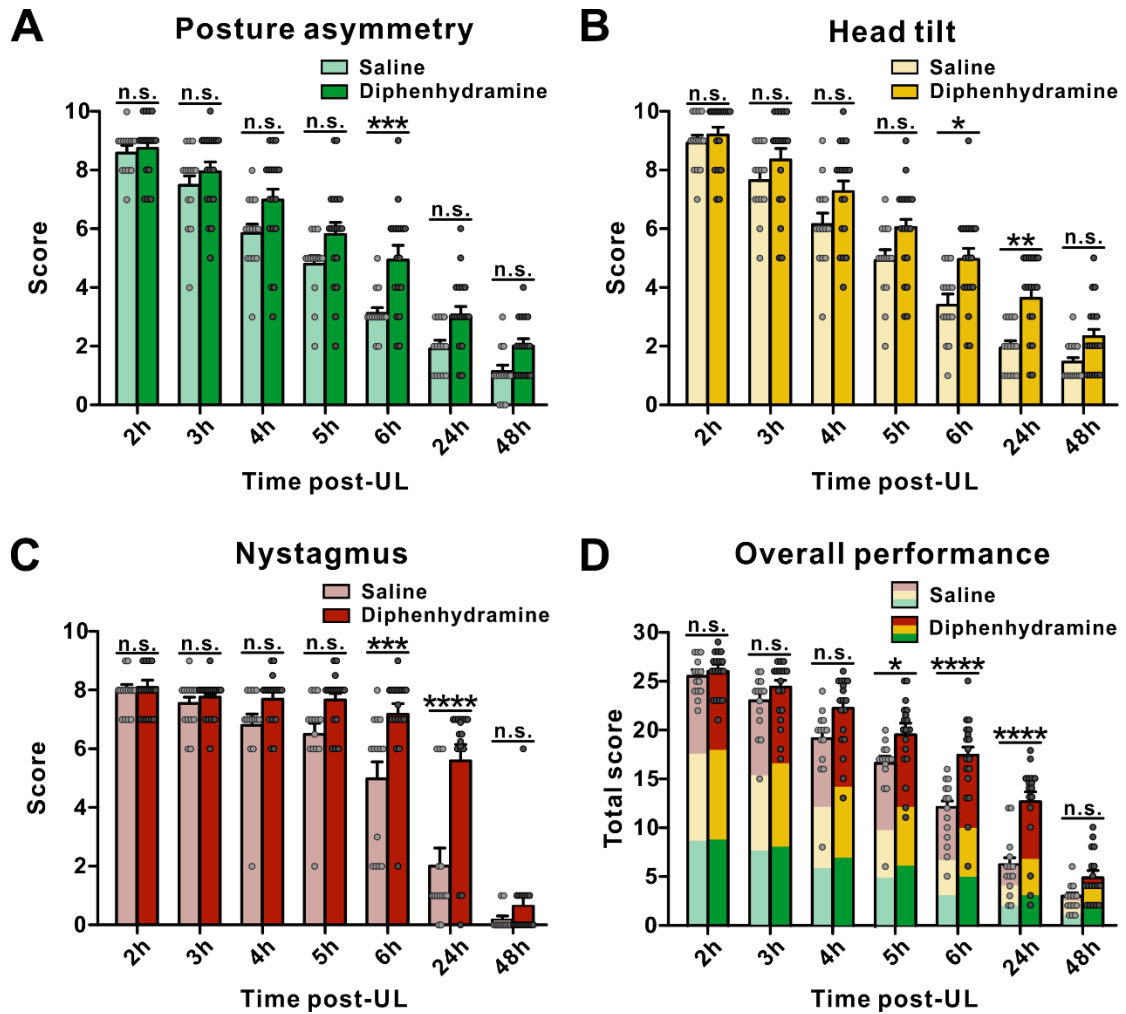 A
Posture asymmetry
Saline
Diphenhydramine
n.s. n.s. n.s. n.s. *** n.s. n.s.
10
8
6
4
2
0
Score
2h 3h 4h 5h 6h 24h 48h
Time post-UL
B
Head tilt
Saline
Diphenhydramine
n.s. n.s. n.s. n.s. * ** n.s.
10
8
6
4
2
0
Score
2h 3h 4h 5h 6h 24h 48h
Time post-UL
C
Nystagmus
Saline
Diphenhydramine
n.s. n.s. n.s. n.s. *** **** n.s.
10
8
6
4
2
0
Score
2h 3h 4h 5h 6h 24h 48h
Time post-UL
D
Overall performance
Saline
Diphenhydramine
n.s. n.s. n.s. * **** **** n.s.
30
25
20
15
10
5
0
Total score
2h 3h 4h 5h 6h 24h 48h
Time post-UL